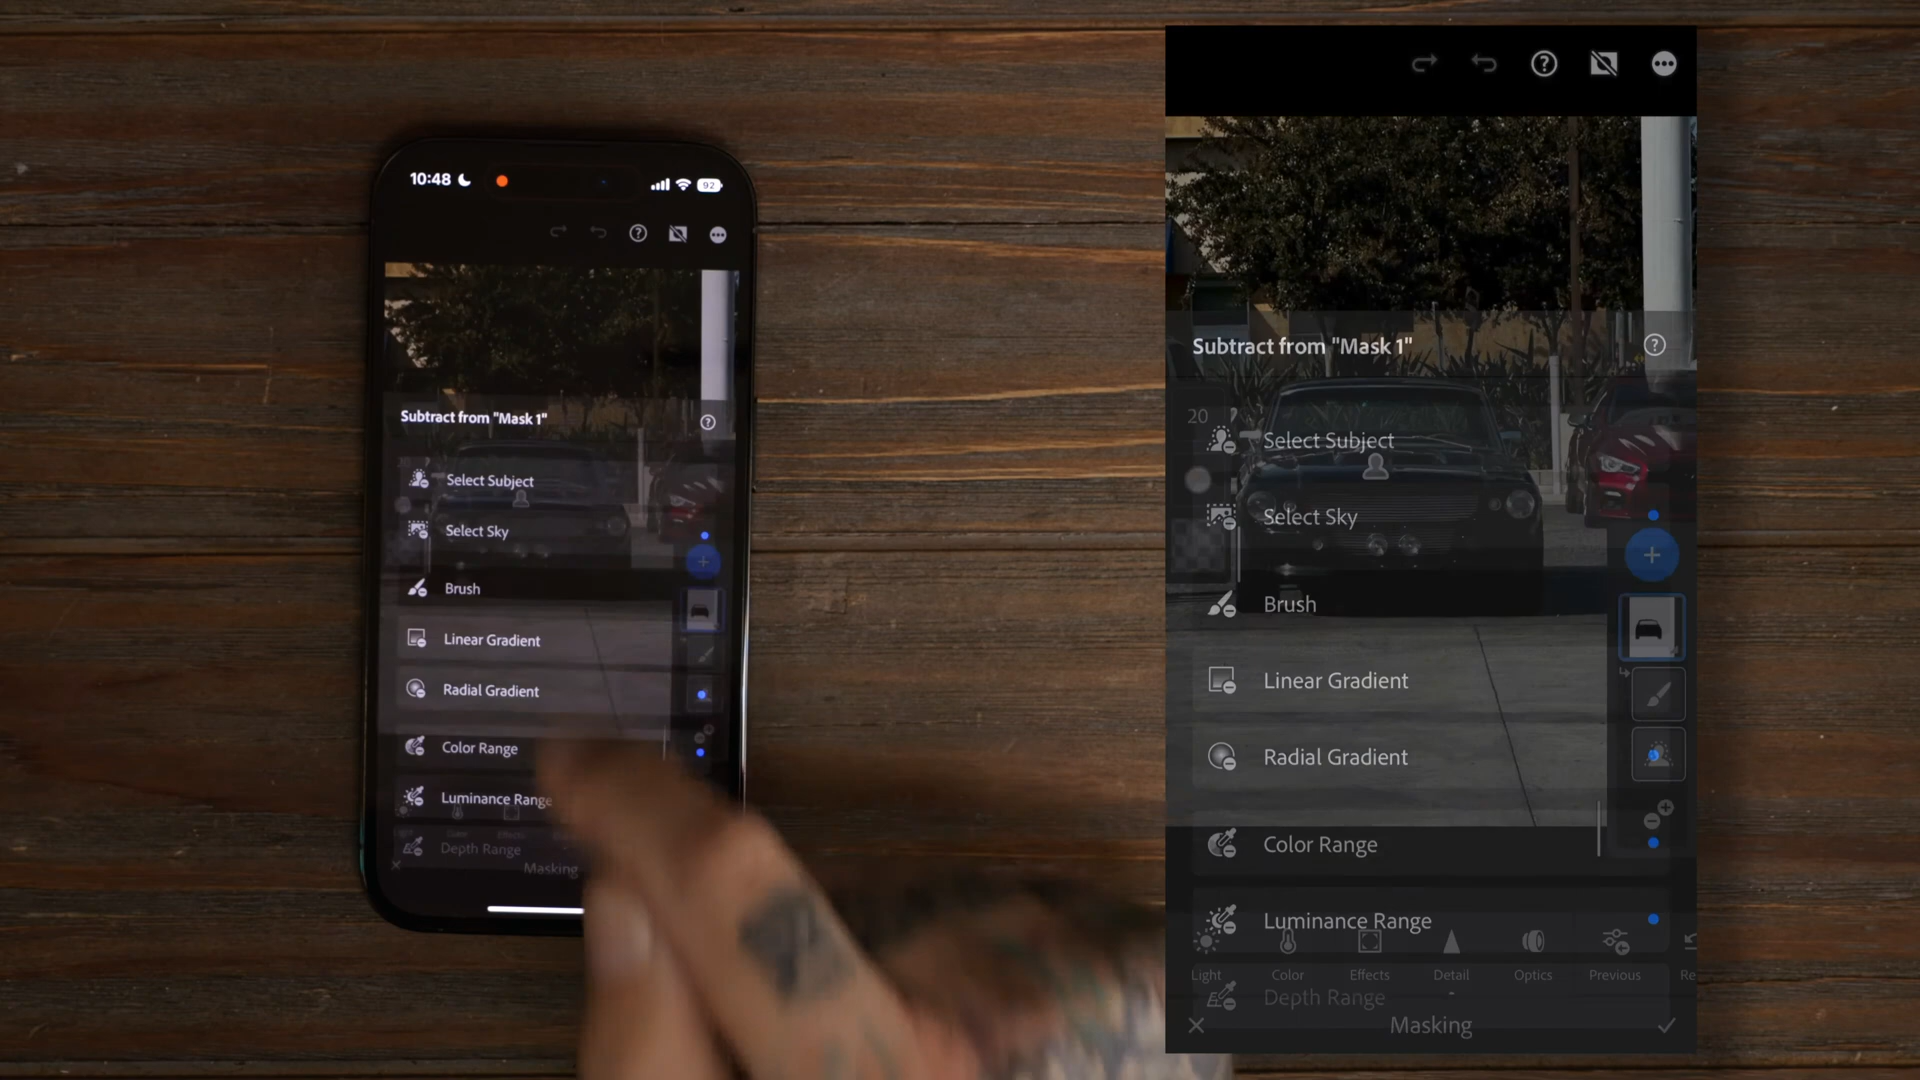 10:48
92
Subtract from "Mask 1"
Select Subject
Select Sky
Brush
Linear Gradient
Radial Gradient
Color Range
Luminance Range
Depth Range
Masking
Subtract from "Mask 1"
20
Select Subject
Select Sky
Brush
Linear Gradient
Radial Gradient
Color Range
Luminance Range
Light Color Effects Detail Optics Previous Re
Depth Range
Masking